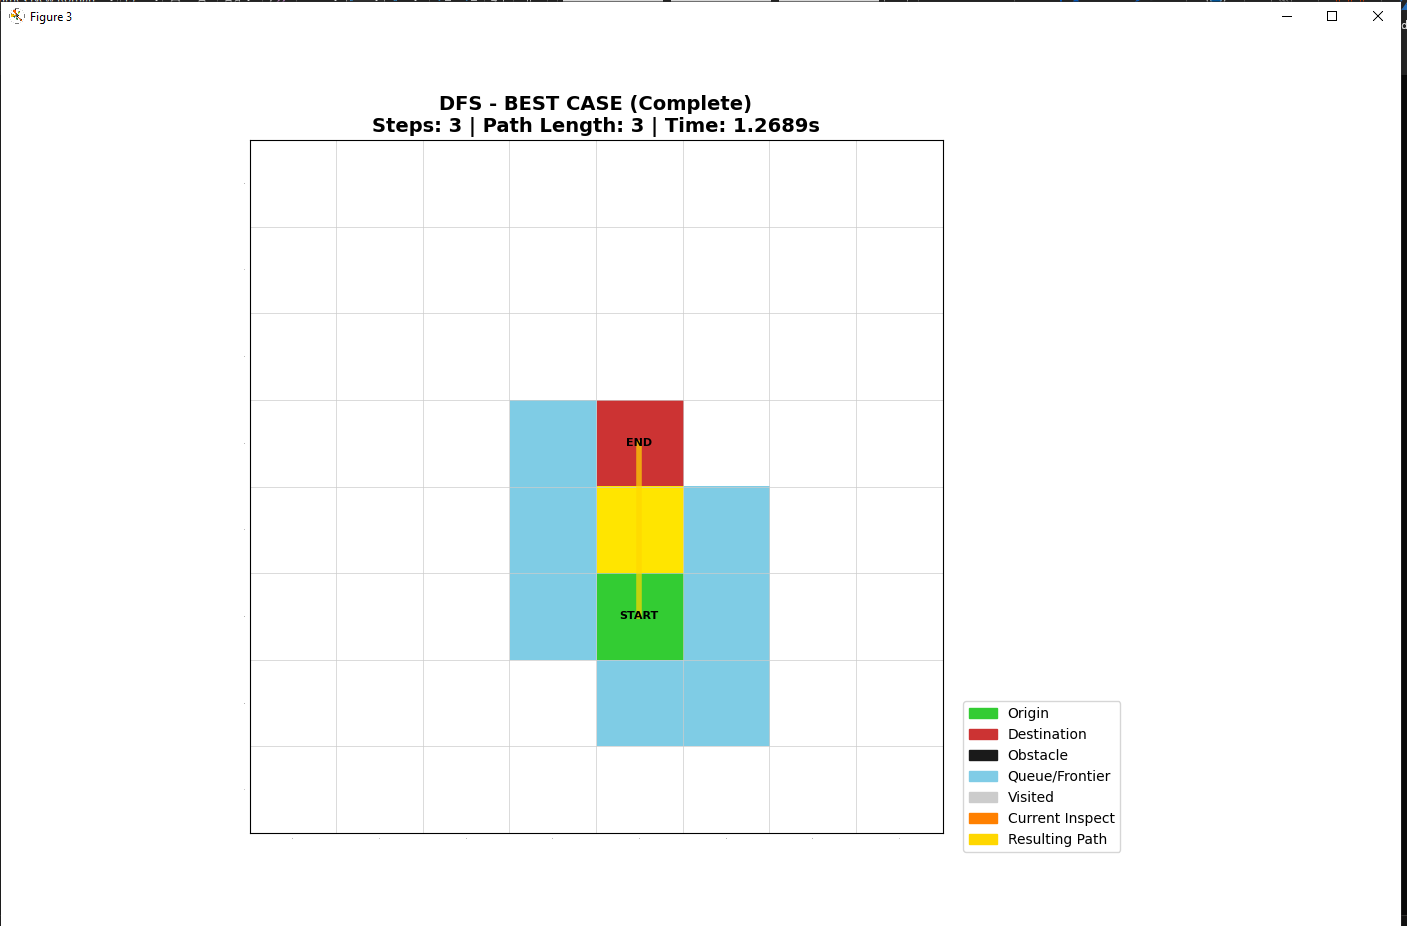 Figure 3
DFS - BEST CASE (Complete)
Steps: 3 | Path Length: 3 | Time: 1.2689s
END
START
Origin
Destination
Obstacle
Queue/Frontier
Visited
Current Inspect
Resulting Path